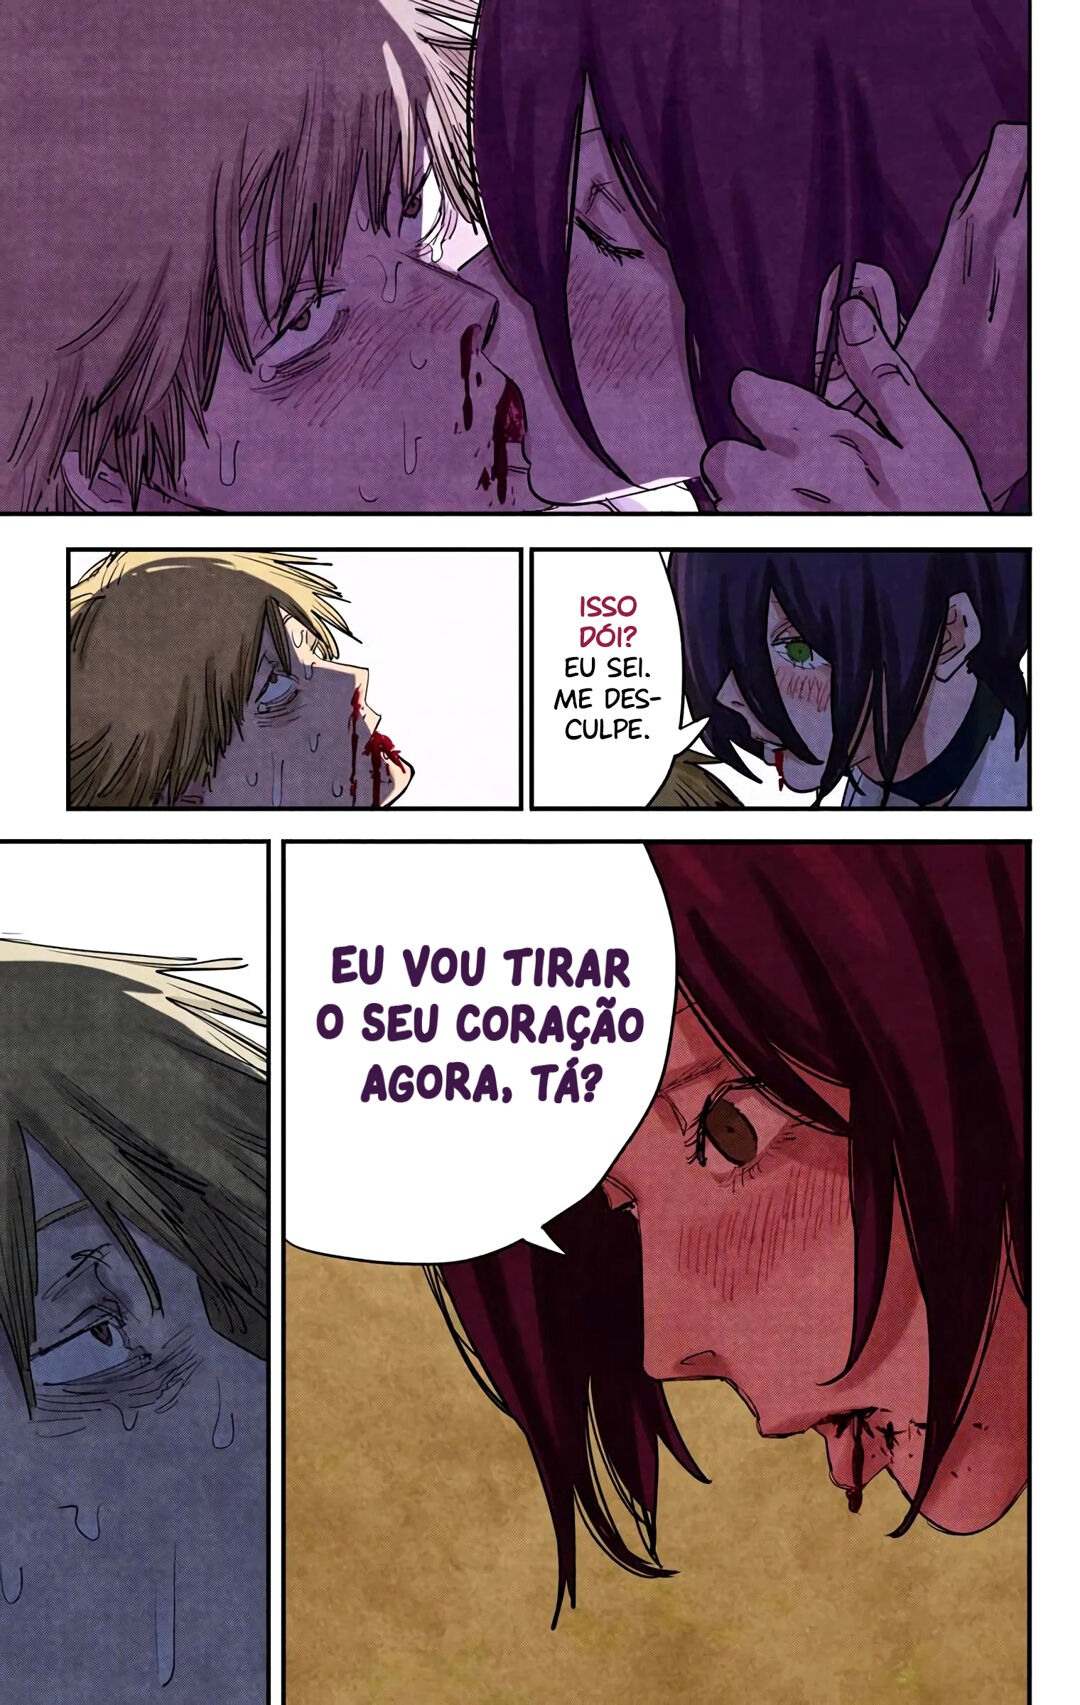 ISSO
DÓI?
EU SEI.
ME DES-
CULPE.
EU VOU TIRAR
O SEU CORAÇÃO
AGORA, TÁ?